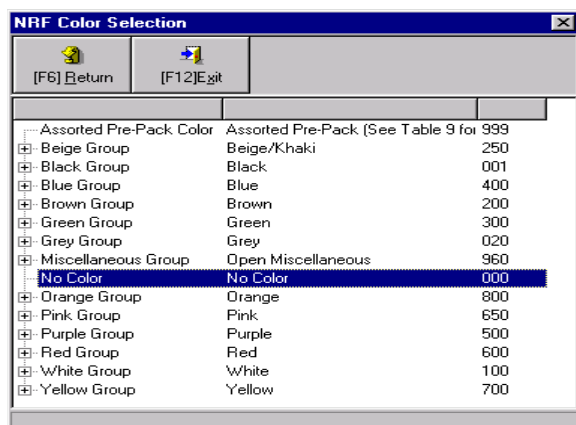 NRF Color Selection
[F6] Return [F12]Exit
Assorted Pre-Pack Color Assorted Pre-Pack (See Table 9 for 999
Beige Group Beige/Khaki 250
Black Group Black 001
Blue Group Blue 400
Brown Group Brown 200
Green Group Green 300
Grey Group Grey 020
Miscellaneous Group Open Miscellaneous 960
No Color No Color 000
Orange Group Orange 800
Pink Group Pink 650
Purple Group Purple 500
Red Group Red 600
White Group White 100
Yellow Group Yellow 700